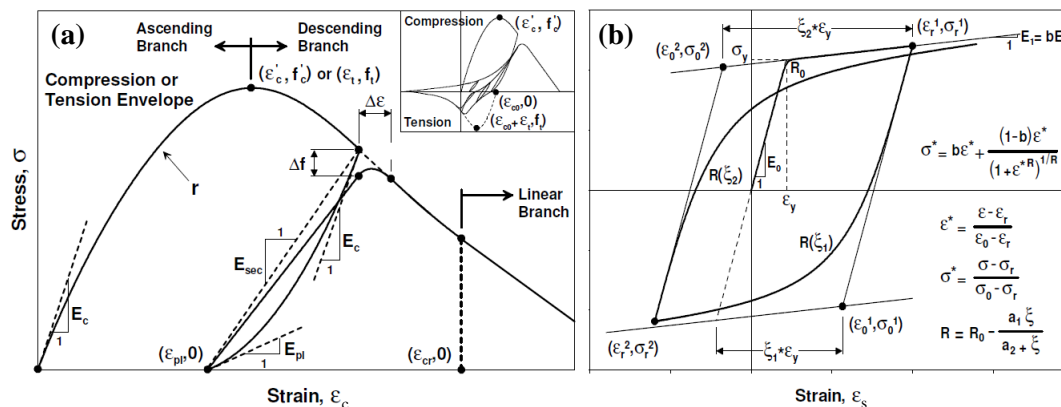 (a)
Ascending
Branch
Descending
Branch
(ε'c, f'c) or (εt, ft)
Compression or
Tension Envelope
r
Δε
Δf
Linear
Branch
Ec
1
Esec
1
Ec
1
Epl
1
(εpl,0)
(εcr,0)
Stress, σ
Strain, εc
Compression
(ε'c, f'c)
(εc0,0)
Tension
(εc0+εt,ft)
(b)
ξ2*εy
(εr1,σr1)
(ε02,σ02)
σy
R0
1
E1=bE
E0
1
εy
R(ξ2)
R(ξ1)
(ε01,σ01)
(εr2,σr2)
ξ1*εy
σ* = bε*+ (1-b)ε* / (1+ε*R)1/R
ε* = ε-εr / ε0-εr
σ* = σ-σr / σ0-σr
R = R0 - a1 ξ / a2+ ξ
Strain, εs